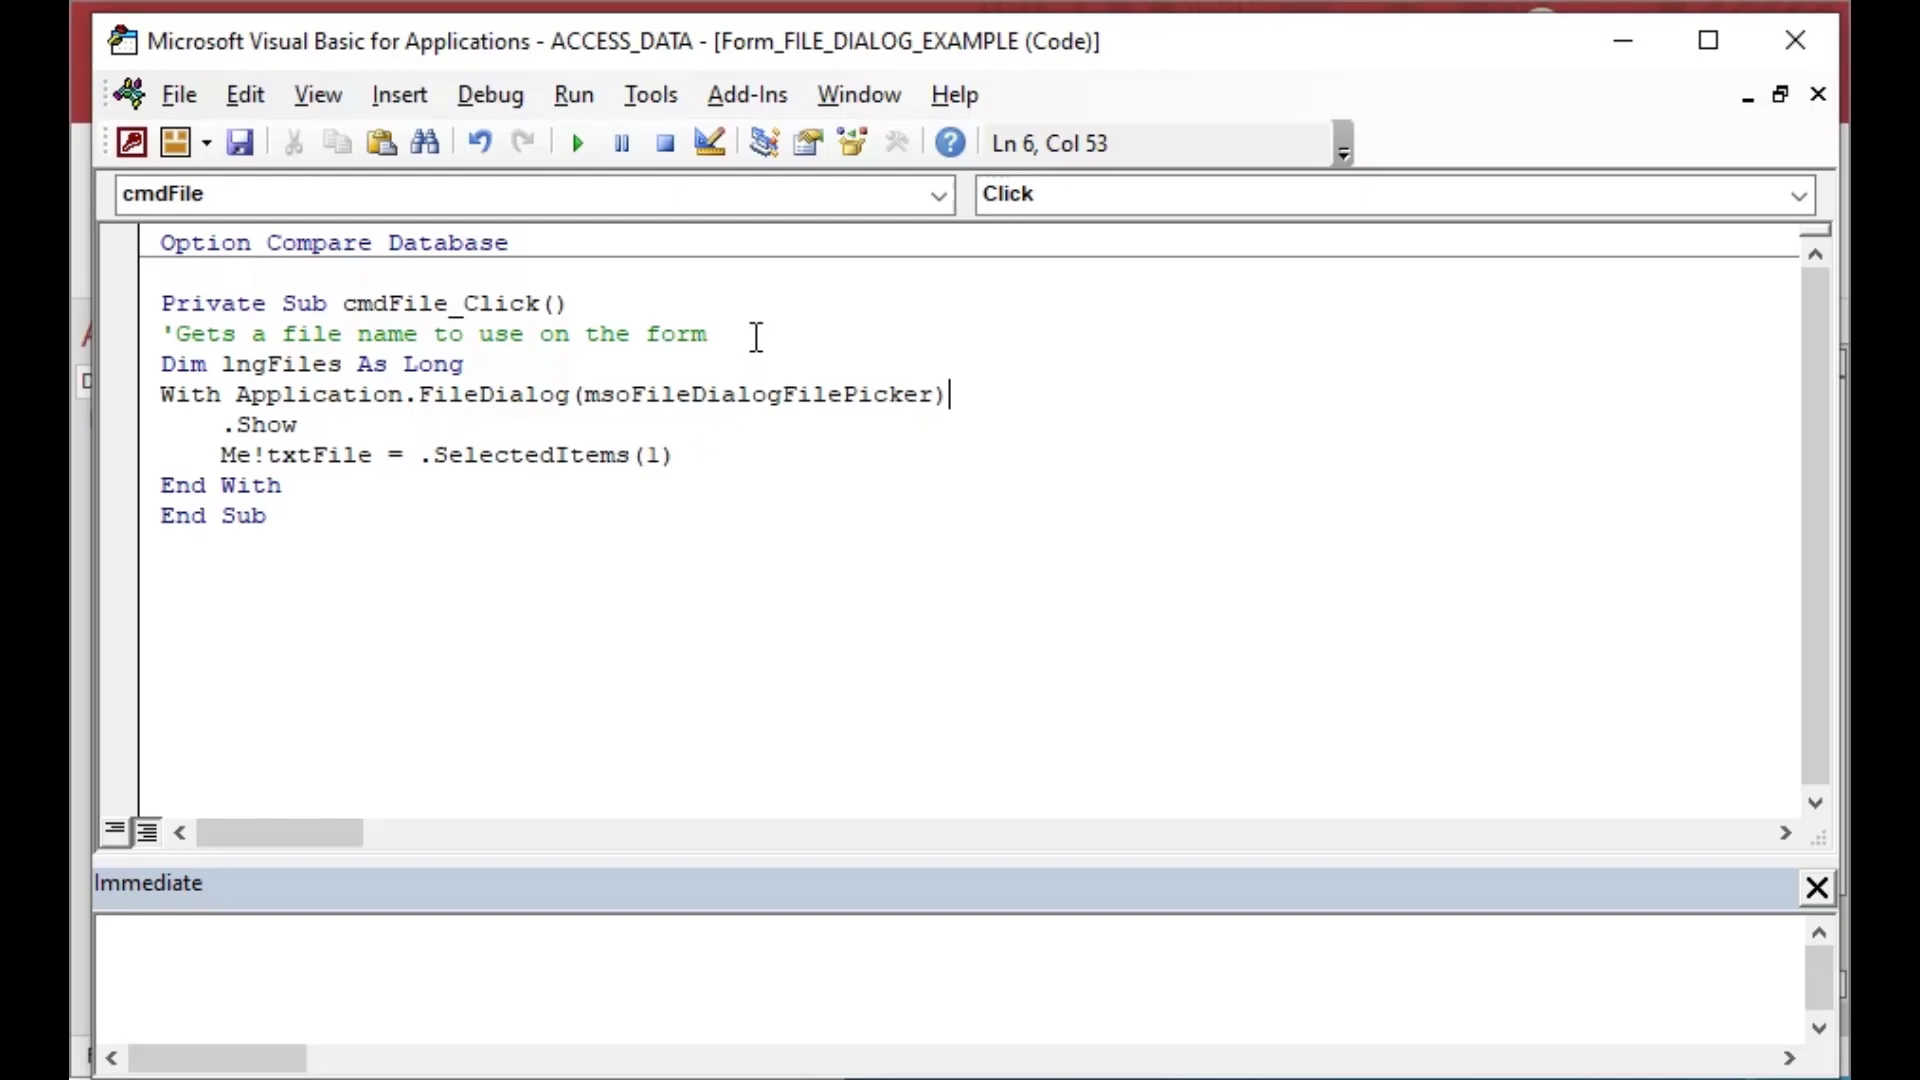 Microsoft Visual Basic for Applications - ACCESS_DATA - [Form_FILE_DIALOG_EXAMPLE (Code)]
File Edit View Insert Debug Run Tools Add-Ins Window Help
Ln 6, Col 53
cmdFile Click
Option Compare Database
Private Sub cmdFile_Click()
'Gets a file name to use on the form
Dim lngFiles As Long
With Application.FileDialog(msoFileDialogFilePicker)
    .Show
    Me!txtFile = .SelectedItems(1)
End With
End Sub
Immediate